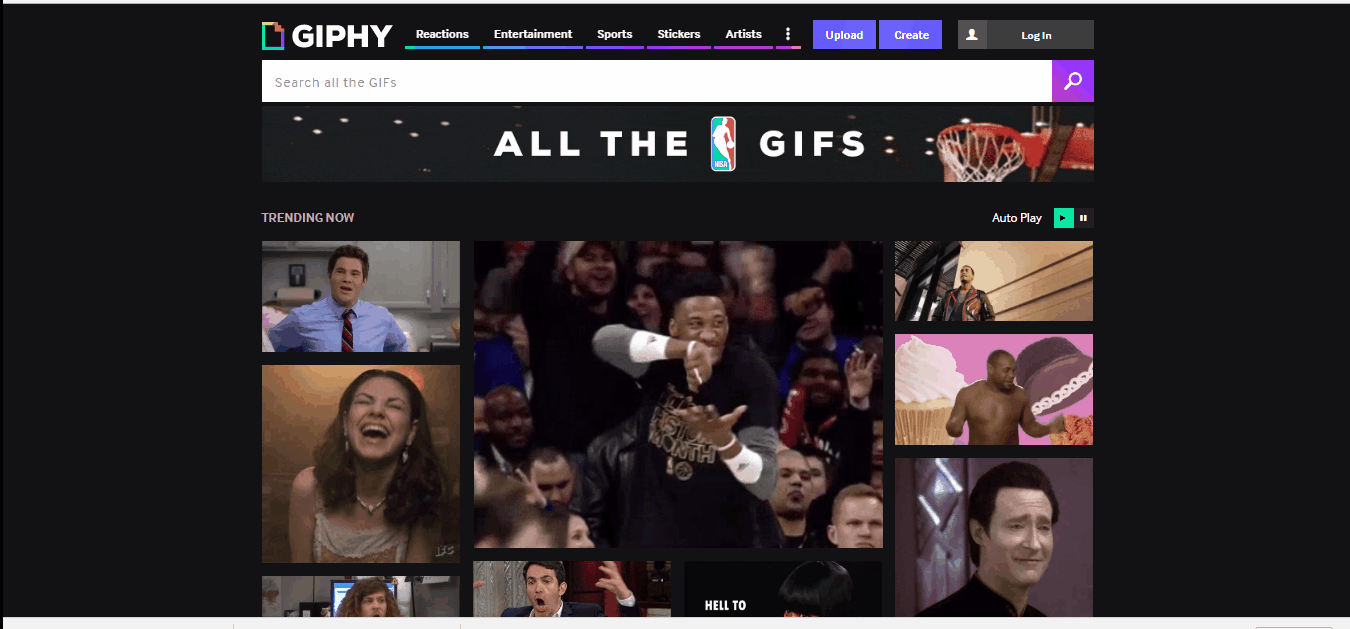 GIPHY
Reactions Entertainment Sports Stickers Artists Upload Create Log In
Search all the GIFs
ALL THE NBA GIFS
TRENDING NOW Auto Play
IFC
HELL TO